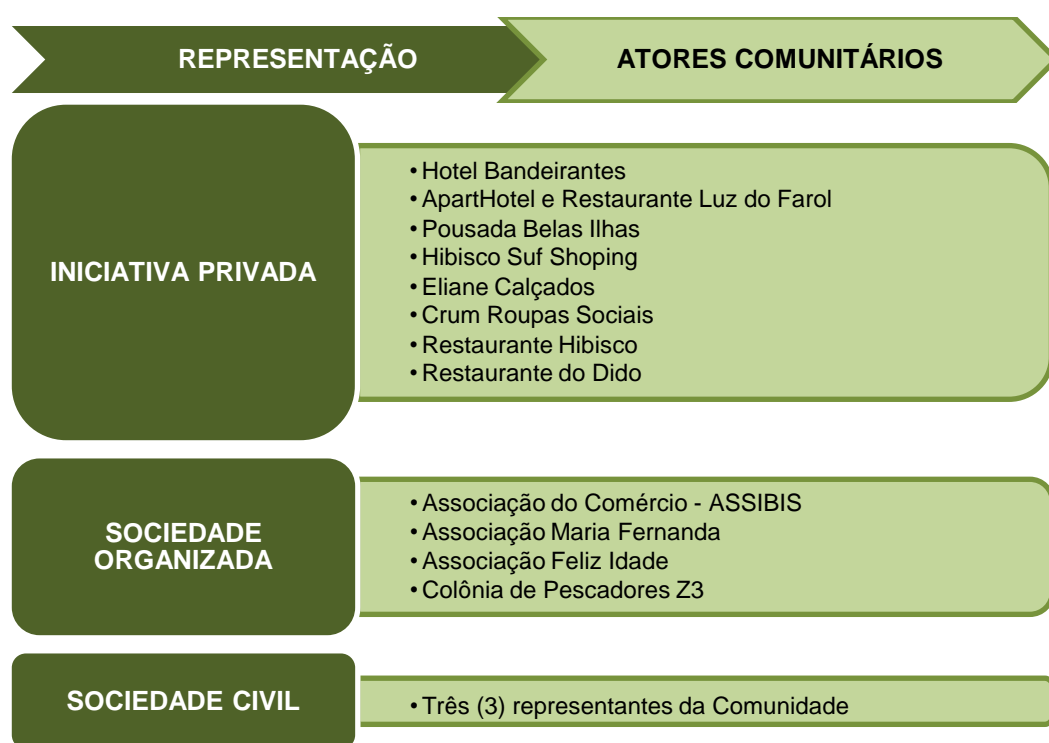 REPRESENTAÇÃO
ATORES COMUNITÁRIOS
INICIATIVA PRIVADA
• Hotel Bandeirantes
• ApartHotel e Restaurante Luz do Farol
• Pousada Belas Ilhas
• Hibisco Suf Shoping
• Eliane Calçados
• Crum Roupas Sociais
• Restaurante Hibisco
• Restaurante do Dido
SOCIEDADE
ORGANIZADA
• Associação do Comércio - ASSIBIS
• Associação Maria Fernanda
• Associação Feliz Idade
• Colônia de Pescadores Z3
SOCIEDADE CIVIL
• Três (3) representantes da Comunidade